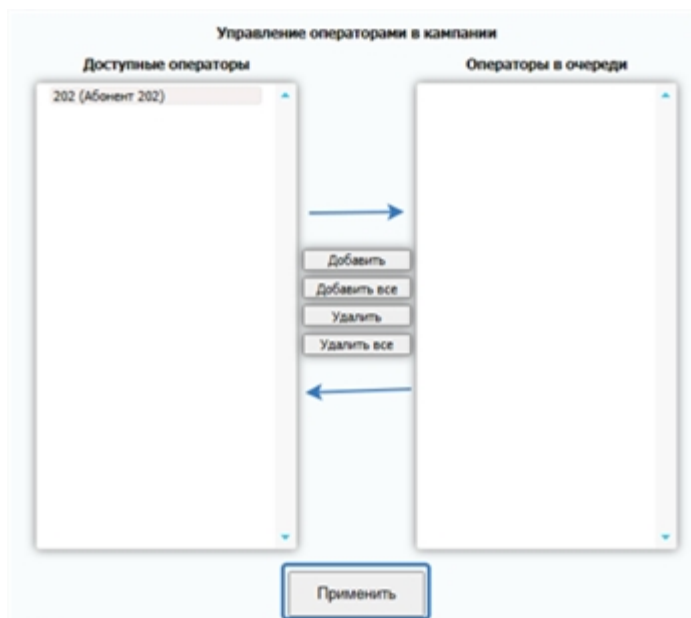 Управление операторами в кампании
Доступные операторы
Операторы в очереди
202 (Абонент 202)
Добавить
Добавить все
Удалить
Удалить все
Применить